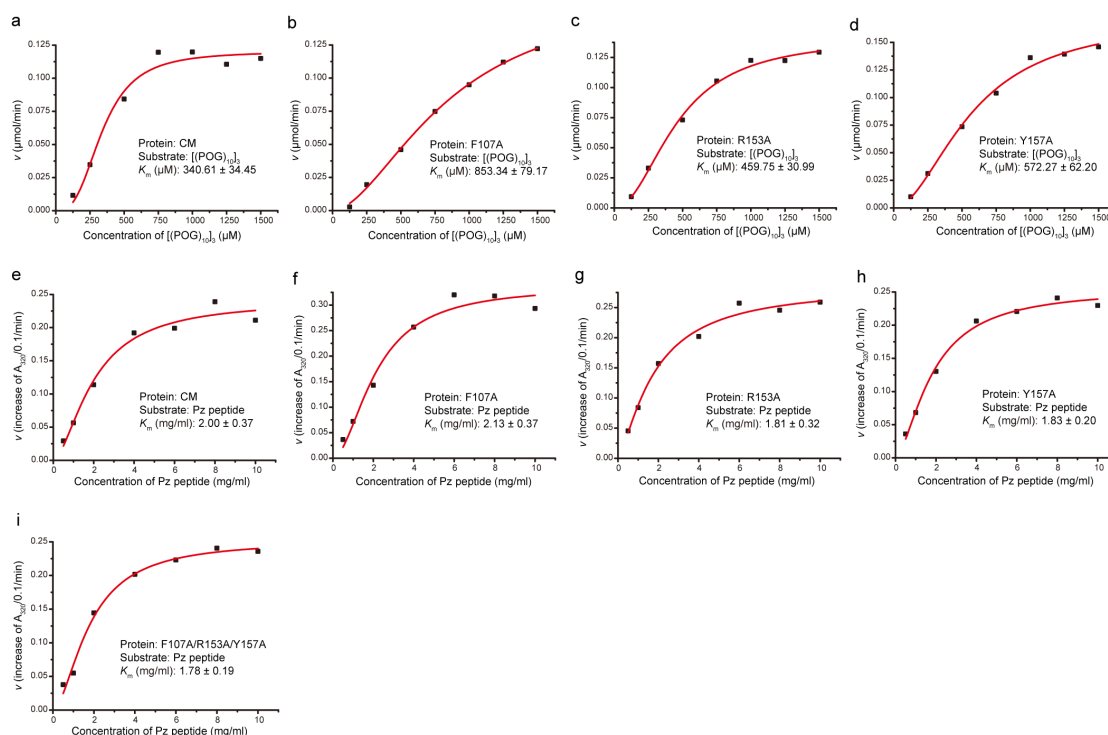 a
0.125
0.100
0.075
0.050
0.025
0.000
v (µmol/min)
Protein: CM
Substrate: [(POG)₁₀]₃
Kₘ (µM): 340.61 ± 34.45
0 250 500 750 1000 1250 1500
Concentration of [(POG)₁₀]₃ (µM)
b
0.125
0.100
0.075
0.050
0.025
0.000
v (µmol/min)
Protein: F107A
Substrate: [(POG)₁₀]₃
Kₘ (µM): 853.34 ± 79.17
0 250 500 750 1000 1250 1500
Concentration of [(POG)₁₀]₃ (µM)
c
0.150
0.125
0.100
0.075
0.050
0.025
0.000
v (µmol/min)
Protein: R153A
Substrate: [(POG)₁₀]₃
Kₘ (µM): 459.75 ± 30.99
0 250 500 750 1000 1250 1500
Concentration of [(POG)₁₀]₃ (µM)
d
0.150
0.125
0.100
0.075
0.050
0.025
0.000
v (µmol/min)
Protein: Y157A
Substrate: [(POG)₁₀]₃
Kₘ (µM): 572.27 ± 62.20
0 250 500 750 1000 1250 1500
Concentration of [(POG)₁₀]₃ (µM)
e
0.25
0.20
0.15
0.10
0.05
0.00
v (increase of A₃₂₀/0.1/min)
Protein: CM
Substrate: Pz peptide
Kₘ (mg/ml): 2.00 ± 0.37
0 2 4 6 8 10
Concentration of Pz peptide (mg/ml)
f
0.30
0.25
0.20
0.15
0.10
0.05
0.00
v (increase of A₃₂₀/0.1/min)
Protein: F107A
Substrate: Pz peptide
Kₘ (mg/ml): 2.13 ± 0.37
0 2 4 6 8 10
Concentration of Pz peptide (mg/ml)
g
0.25
0.20
0.15
0.10
0.05
0.00
v (increase of A₃₂₀/0.1/min)
Protein: R153A
Substrate: Pz peptide
Kₘ (mg/ml): 1.81 ± 0.32
0 2 4 6 8 10
Concentration of Pz peptide (mg/ml)
h
0.25
0.20
0.15
0.10
0.05
0.00
v (increase of A₃₂₀/0.1/min)
Protein: Y157A
Substrate: Pz peptide
Kₘ (mg/ml): 1.83 ± 0.20
0 2 4 6 8 10
Concentration of Pz peptide (mg/ml)
i
0.25
0.20
0.15
0.10
0.05
0.00
v (increase of A₃₂₀/0.1/min)
Protein: F107A/R153A/Y157A
Substrate: Pz peptide
Kₘ (mg/ml): 1.78 ± 0.19
0 2 4 6 8 10
Concentration of Pz peptide (mg/ml)